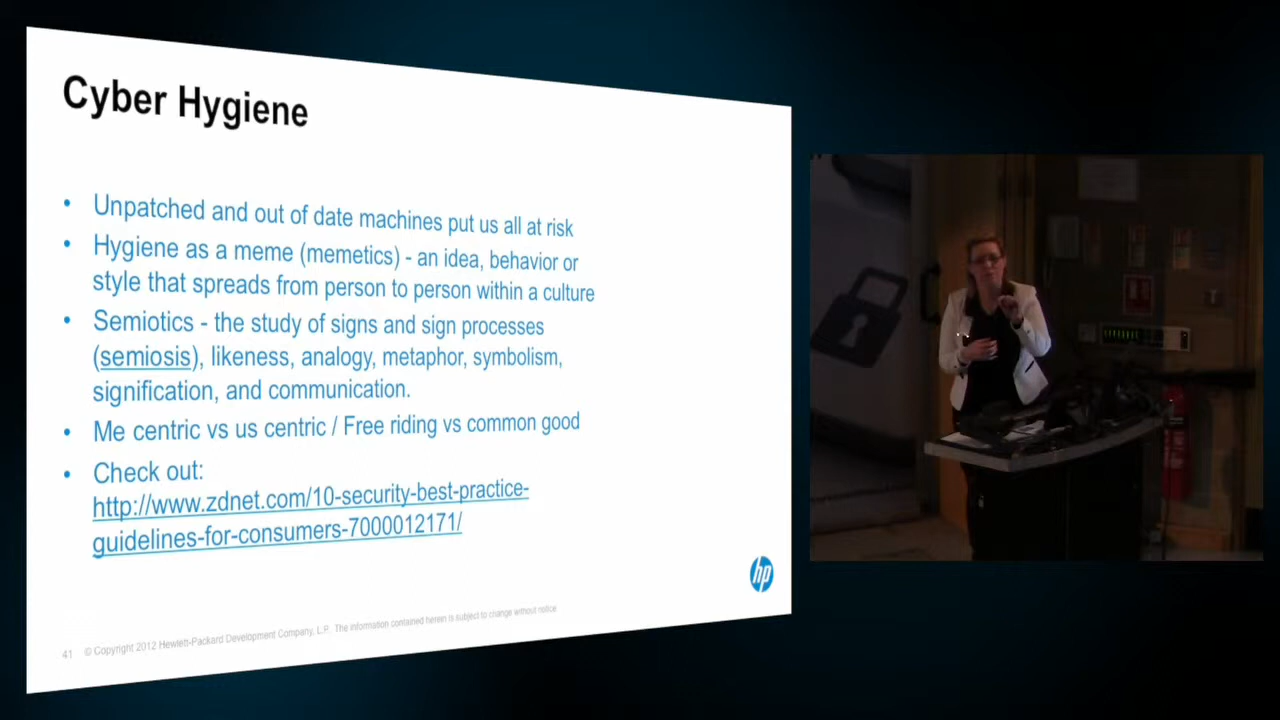 Cyber Hygiene
• Unpatched and out of date machines put us all at risk
• Hygiene as a meme (memetics) - an idea, behavior or
style that spreads from person to person within a culture
• Semiotics - the study of signs and sign processes
(semiosis), likeness, analogy, metaphor, symbolism,
signification, and communication.
• Me centric vs us centric / Free riding vs common good
• Check out:
http://www.zdnet.com/10-security-best-practice-
guidelines-for-consumers-7000012171/
hp
41 © Copyright 2012 Hewlett-Packard Development Company, L.P. The information contained herein is subject to change without notice